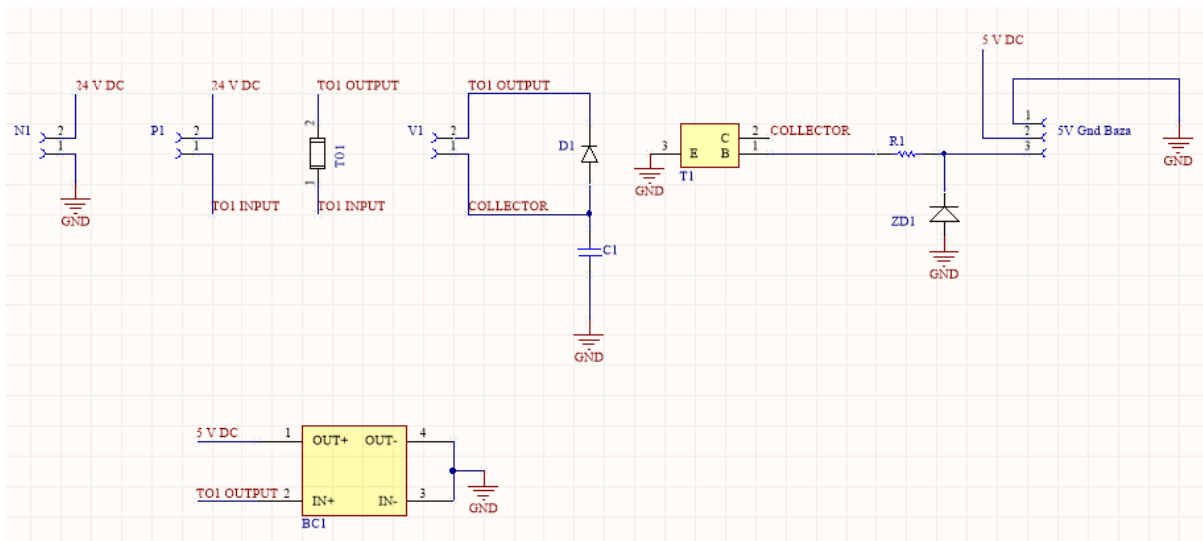 24 V DC
N1
2
1
GND
24 V DC
P1
2
1
TO1 INPUT
TO1 OUTPUT
2
TO1
1
TO1 INPUT
TO1 OUTPUT
V1
2
1
COLLECTOR
D1
C1
GND
3
E
C
B
2
1
COLLECTOR
T1
GND
R1
ZD1
GND
5 V DC
1
2
3
5V Gnd Baza
GND
5 V DC
1
OUT+
OUT-
4
TO1 OUTPUT
2
IN+
IN-
3
BC1
GND